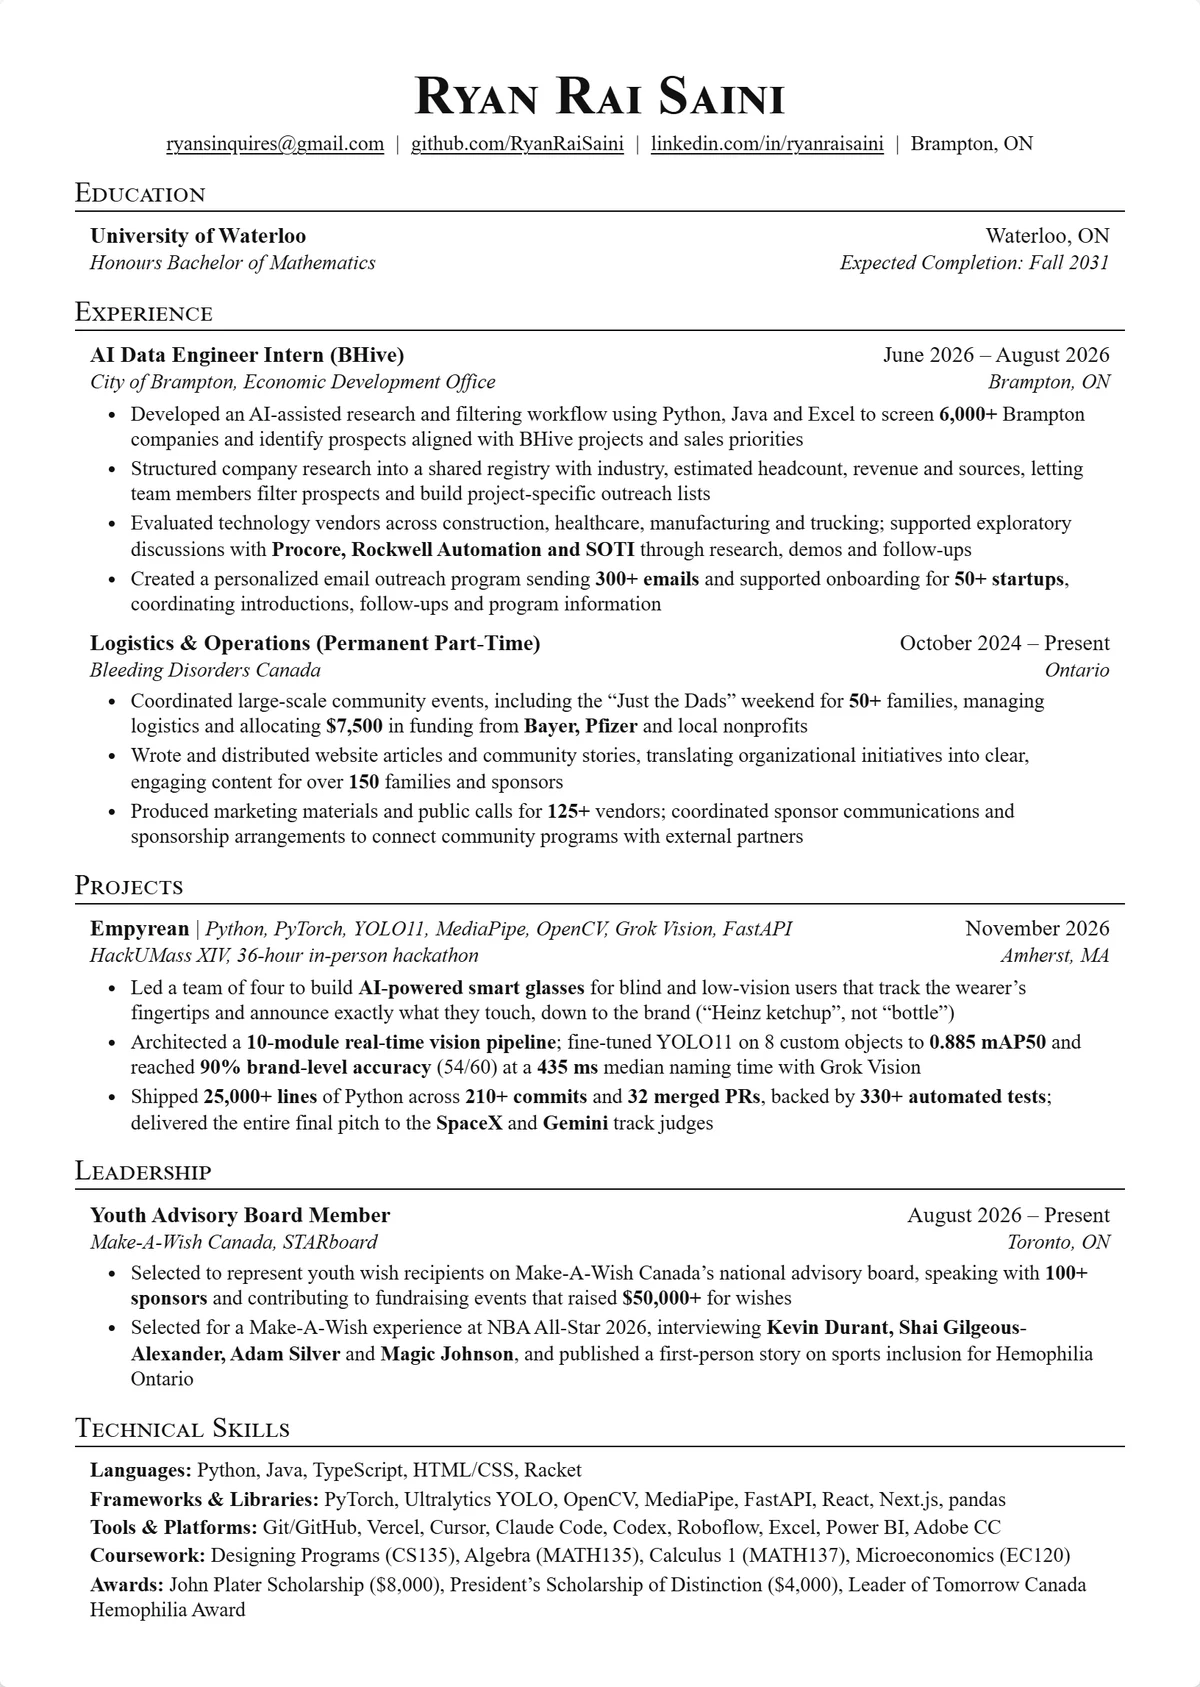 Ryan Rai Saini
ryansinquires@gmail.com | github.com/RyanRaiSaini | linkedin.com/in/ryanraisaini | Brampton, ON
Education
University of Waterloo Waterloo, ON
Honours Bachelor of Mathematics Expected Completion: Fall 2031
Experience
AI Data Engineer Intern (BHive) June 2026 – August 2026
City of Brampton, Economic Development Office Brampton, ON
• Developed an AI-assisted research and filtering workflow using Python, Java and Excel to screen 6,000+ Brampton
companies and identify prospects aligned with BHive projects and sales priorities
• Structured company research into a shared registry with industry, estimated headcount, revenue and sources, letting
team members filter prospects and build project-specific outreach lists
• Evaluated technology vendors across construction, healthcare, manufacturing and trucking; supported exploratory
discussions with Procore, Rockwell Automation and SOTI through research, demos and follow-ups
• Created a personalized email outreach program sending 300+ emails and supported onboarding for 50+ startups,
coordinating introductions, follow-ups and program information
Logistics & Operations (Permanent Part-Time) October 2024 – Present
Bleeding Disorders Canada Ontario
• Coordinated large-scale community events, including the “Just the Dads” weekend for 50+ families, managing
logistics and allocating $7,500 in funding from Bayer, Pfizer and local nonprofits
• Wrote and distributed website articles and community stories, translating organizational initiatives into clear,
engaging content for over 150 families and sponsors
• Produced marketing materials and public calls for 125+ vendors; coordinated sponsor communications and
sponsorship arrangements to connect community programs with external partners
Projects
Empyrean | Python, PyTorch, YOLO11, MediaPipe, OpenCV, Grok Vision, FastAPI November 2026
HackUMass XIV, 36-hour in-person hackathon Amherst, MA
• Led a team of four to build AI-powered smart glasses for blind and low-vision users that track the wearer’s
fingertips and announce exactly what they touch, down to the brand (“Heinz ketchup”, not “bottle”)
• Architected a 10-module real-time vision pipeline; fine-tuned YOLO11 on 8 custom objects to 0.885 mAP50 and
reached 90% brand-level accuracy (54/60) at a 435 ms median naming time with Grok Vision
• Shipped 25,000+ lines of Python across 210+ commits and 32 merged PRs, backed by 330+ automated tests;
delivered the entire final pitch to the SpaceX and Gemini track judges
Leadership
Youth Advisory Board Member August 2026 – Present
Make-A-Wish Canada, STARboard Toronto, ON
• Selected to represent youth wish recipients on Make-A-Wish Canada’s national advisory board, speaking with 100+
sponsors and contributing to fundraising events that raised $50,000+ for wishes
• Selected for a Make-A-Wish experience at NBA All-Star 2026, interviewing Kevin Durant, Shai Gilgeous-
Alexander, Adam Silver and Magic Johnson, and published a first-person story on sports inclusion for Hemophilia
Ontario
Technical Skills
Languages: Python, Java, TypeScript, HTML/CSS, Racket
Frameworks & Libraries: PyTorch, Ultralytics YOLO, OpenCV, MediaPipe, FastAPI, React, Next.js, pandas
Tools & Platforms: Git/GitHub, Vercel, Cursor, Claude Code, Codex, Roboflow, Excel, Power BI, Adobe CC
Coursework: Designing Programs (CS135), Algebra (MATH135), Calculus 1 (MATH137), Microeconomics (EC120)
Awards: John Plater Scholarship ($8,000), President’s Scholarship of Distinction ($4,000), Leader of Tomorrow Canada
Hemophilia Award